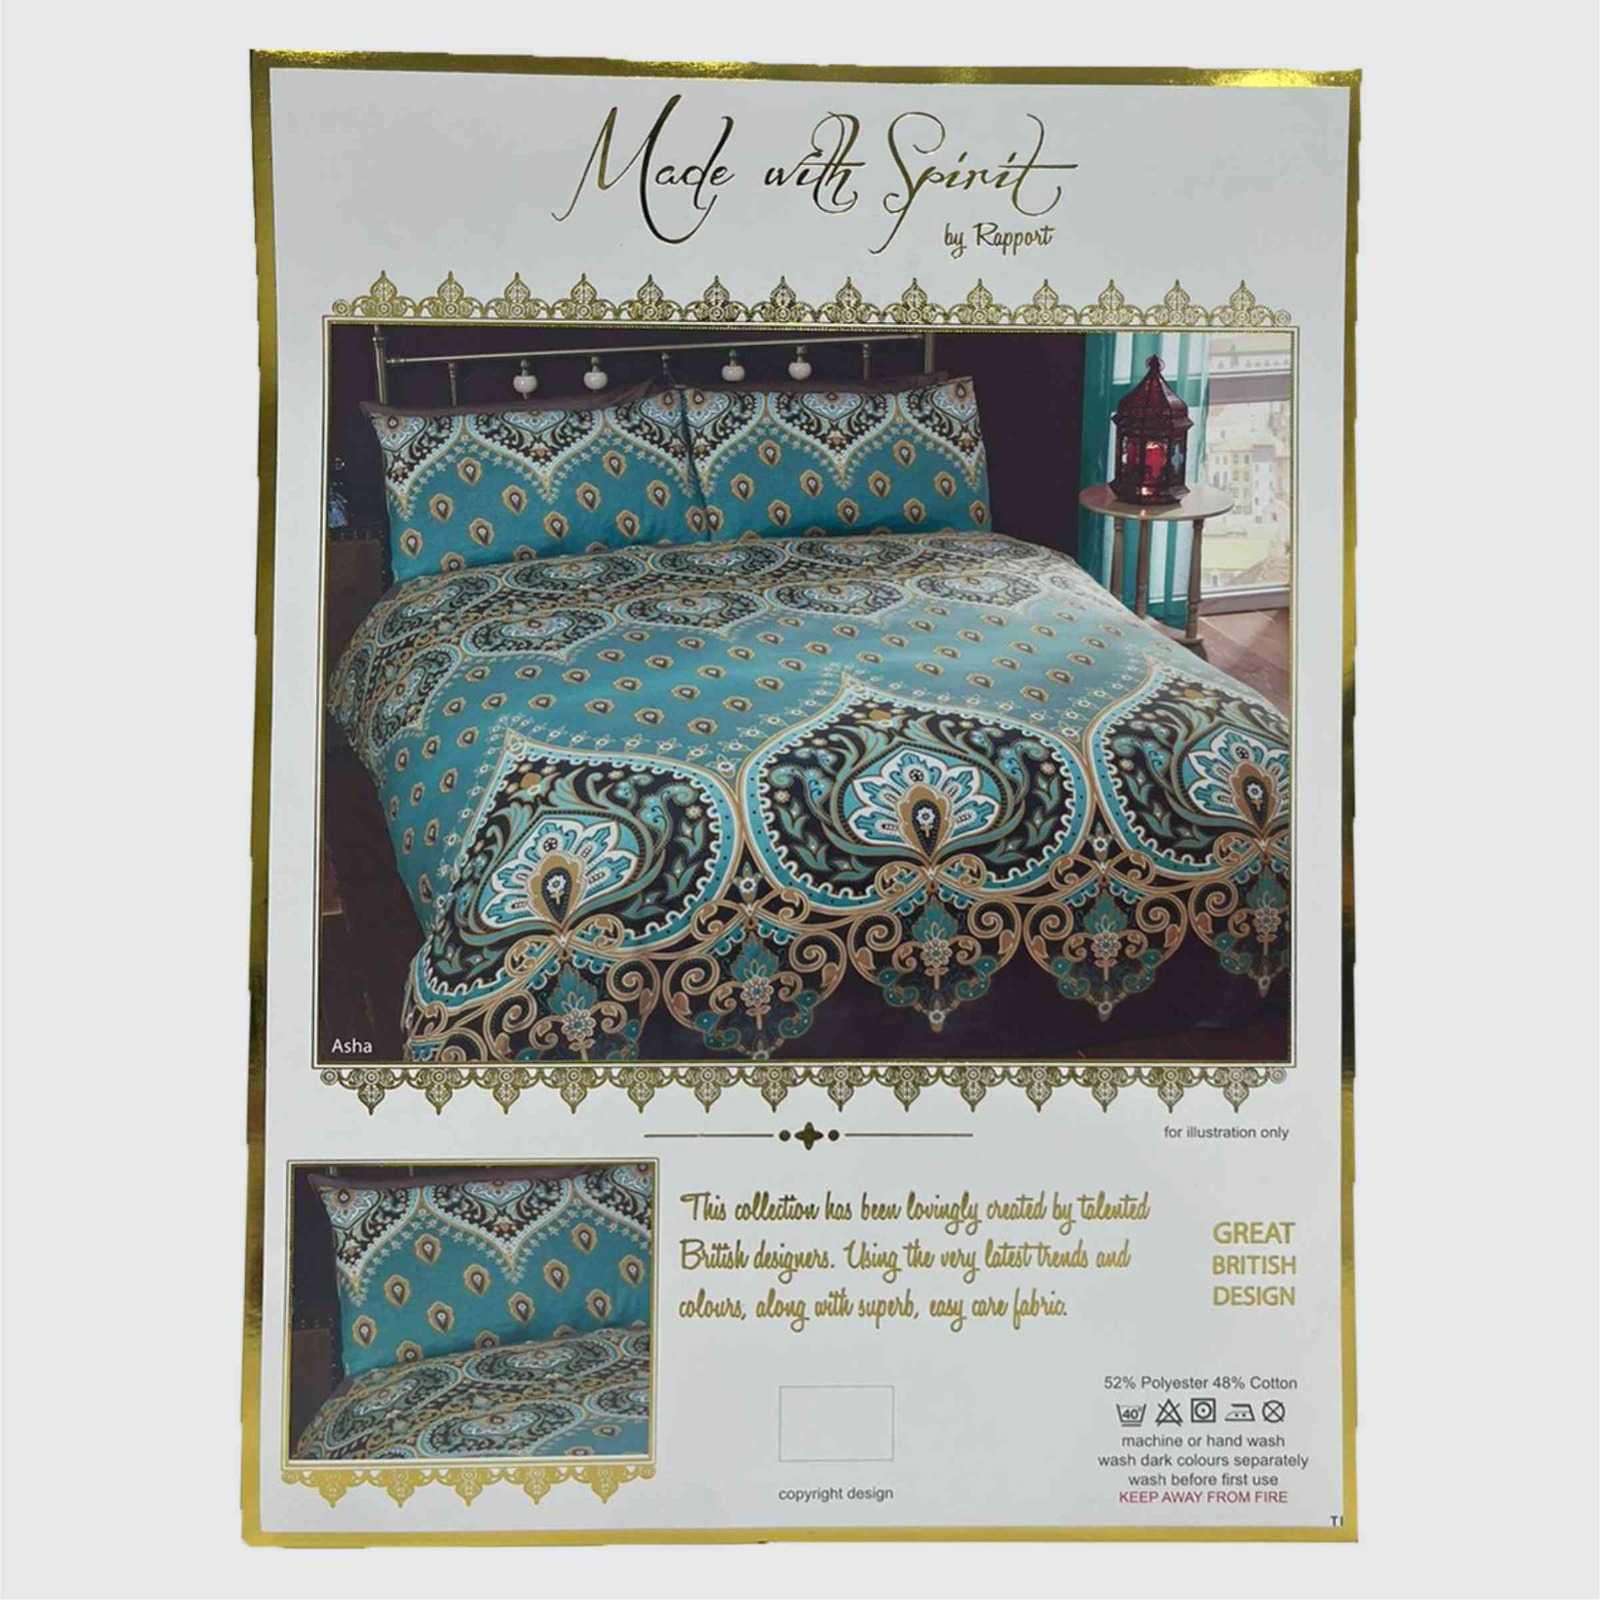 Made with Spirit
by Rapport
Asha
for illustration only
This collection has been lovingly created by talented
British designers. Using the very latest trends and
colours, along with superb, easy care fabric.
GREAT
BRITISH
DESIGN
52% Polyester 48% Cotton
40°
machine or hand wash
wash dark colours separately
wash before first use
KEEP AWAY FROM FIRE
copyright design